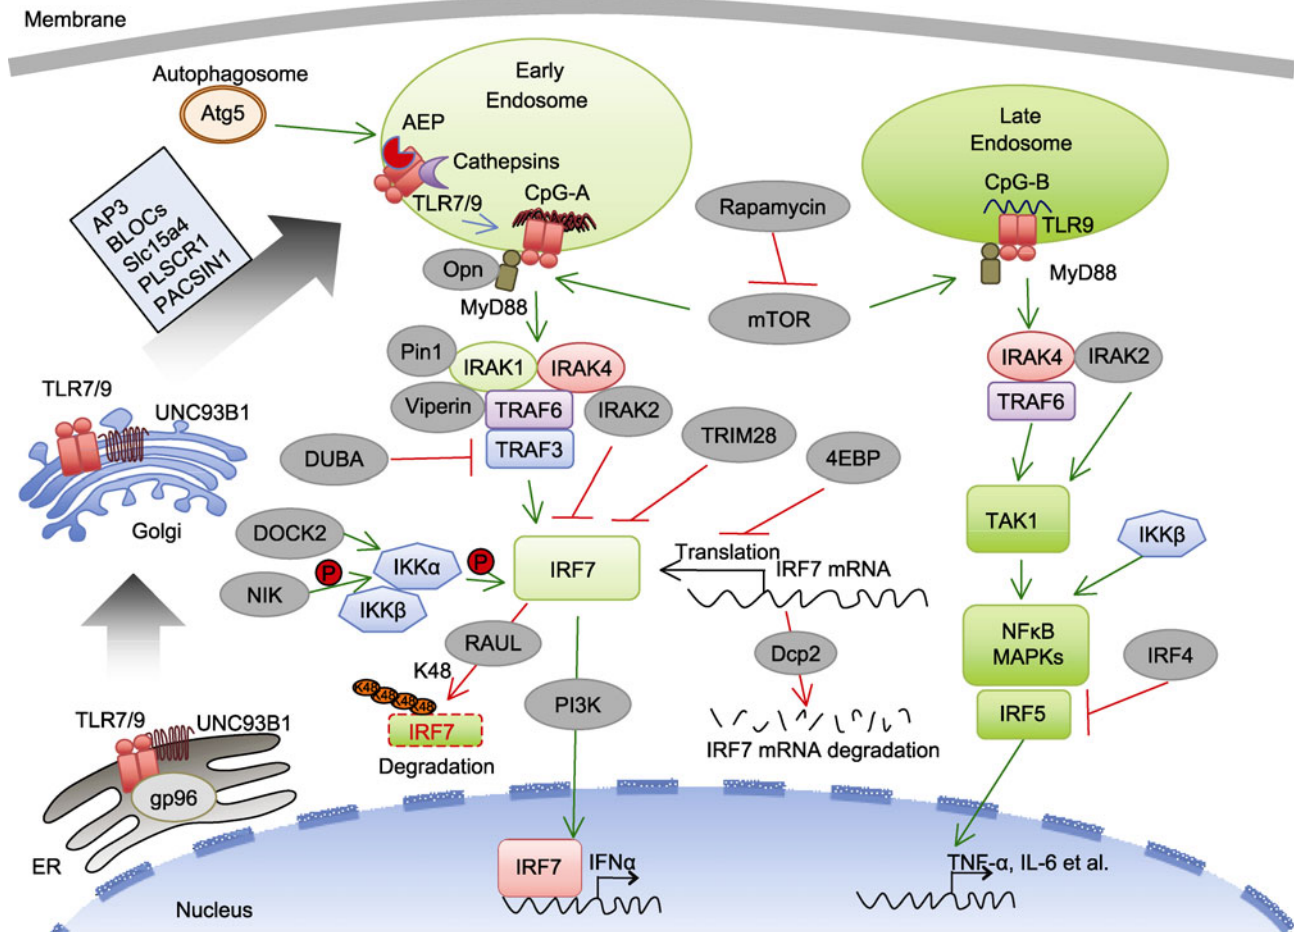 Membrane
Autophagosome
Atg5
Early
Endosome
AEP
Cathepsins
TLR7/9
CpG-A
Opn
MyD88
Late
Endosome
CpG-B
TLR9
MyD88
Rapamycin
mTOR
AP3
BLOCs
Slc15a4
PLSCR1
PACSIN1
Pin1
IRAK1
IRAK4
Viperin
TRAF6
IRAK2
TRAF3
DUBA
TRIM28
4EBP
IRAK4
IRAK2
TRAF6
TLR7/9
UNC93B1
Golgi
DOCK2
NIK
P
IKKα
IKKβ
P
IRF7
Translation
IRF7 mRNA
TAK1
IKKβ
RAUL
K48
K48
K48
K48
K48
IRF7
Degradation
PI3K
Dcp2
IRF7 mRNA degradation
NFκB
MAPKs
IRF4
IRF5
TLR7/9
UNC93B1
gp96
ER
Nucleus
IRF7
IFNα
TNF-α, IL-6 et al.